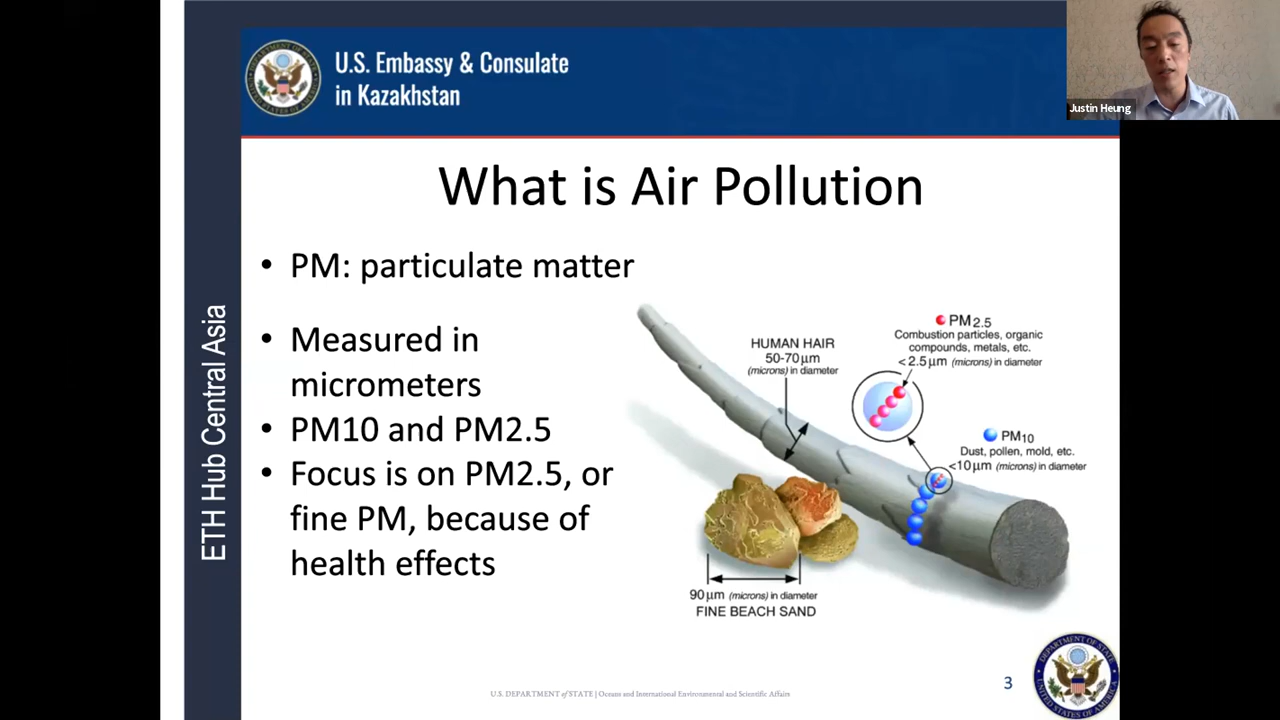 U.S. Embassy & Consulate
in Kazakhstan
Justin Heung
ETH Hub Central Asia
What is Air Pollution
• PM: particulate matter
• Measured in
micrometers
• PM10 and PM2.5
• Focus is on PM2.5, or
fine PM, because of
health effects
HUMAN HAIR
50-70µm
(microns) in diameter
PM2.5
Combustion particles, organic
compounds, metals, etc.
<2.5µm (microns) in diameter
PM10
Dust, pollen, mold, etc.
<10µm (microns) in diameter
90µm (microns) in diameter
FINE BEACH SAND
U.S. DEPARTMENT of STATE | Oceans and International Environmental and Scientific Affairs
3